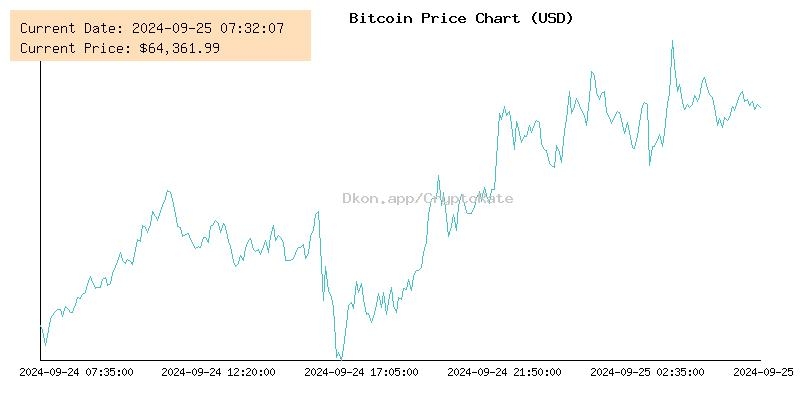 Bitcoin Price Chart (USD)
Current Date: 2024-09-25 07:32:07
Current Price: $64,361.99
Dkon.app/CryptoKate
2024-09-24 07:35:00 2024-09-24 12:20:00 2024-09-24 17:05:00 2024-09-24 21:50:00 2024-09-25 02:35:00 2024-09-25